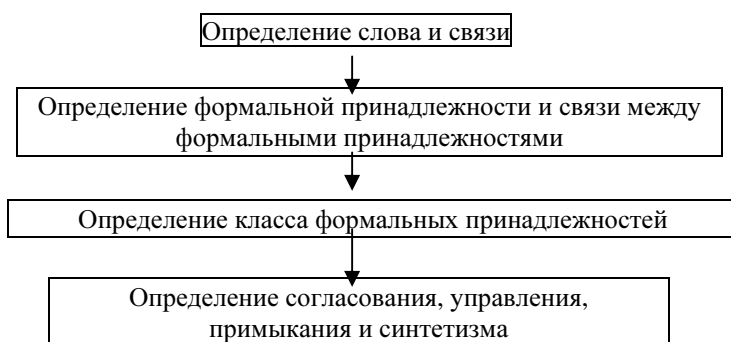 Определение слова и связи
Определение формальной принадлежности и связи между
формальными принадлежностями
Определение класса формальных принадлежностей
Определение согласования, управления,
примыкания и синтетизма